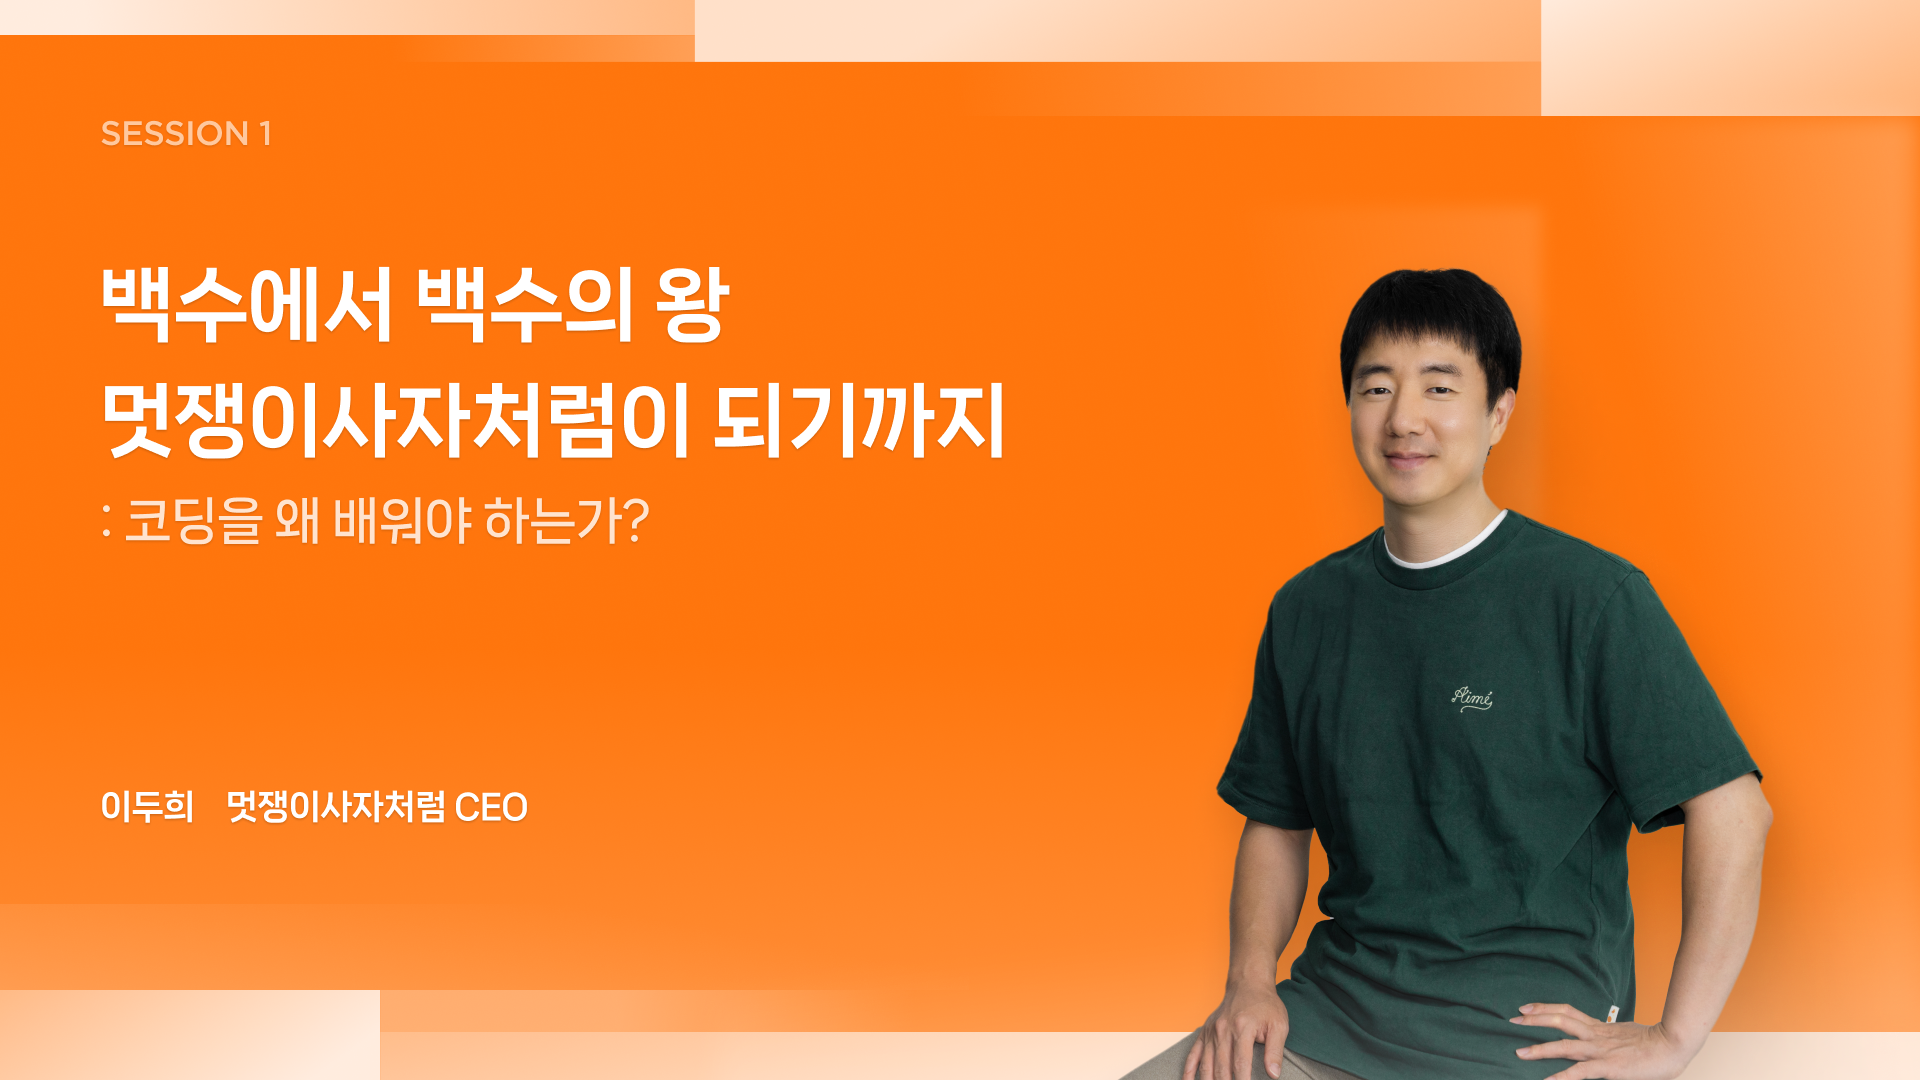 SESSION 1
백수에서 백수의 왕
멋쟁이사자처럼이 되기까지
: 코딩을 왜 배워야 하는가?
이두희 멋쟁이사자처럼 CEO
Aimé